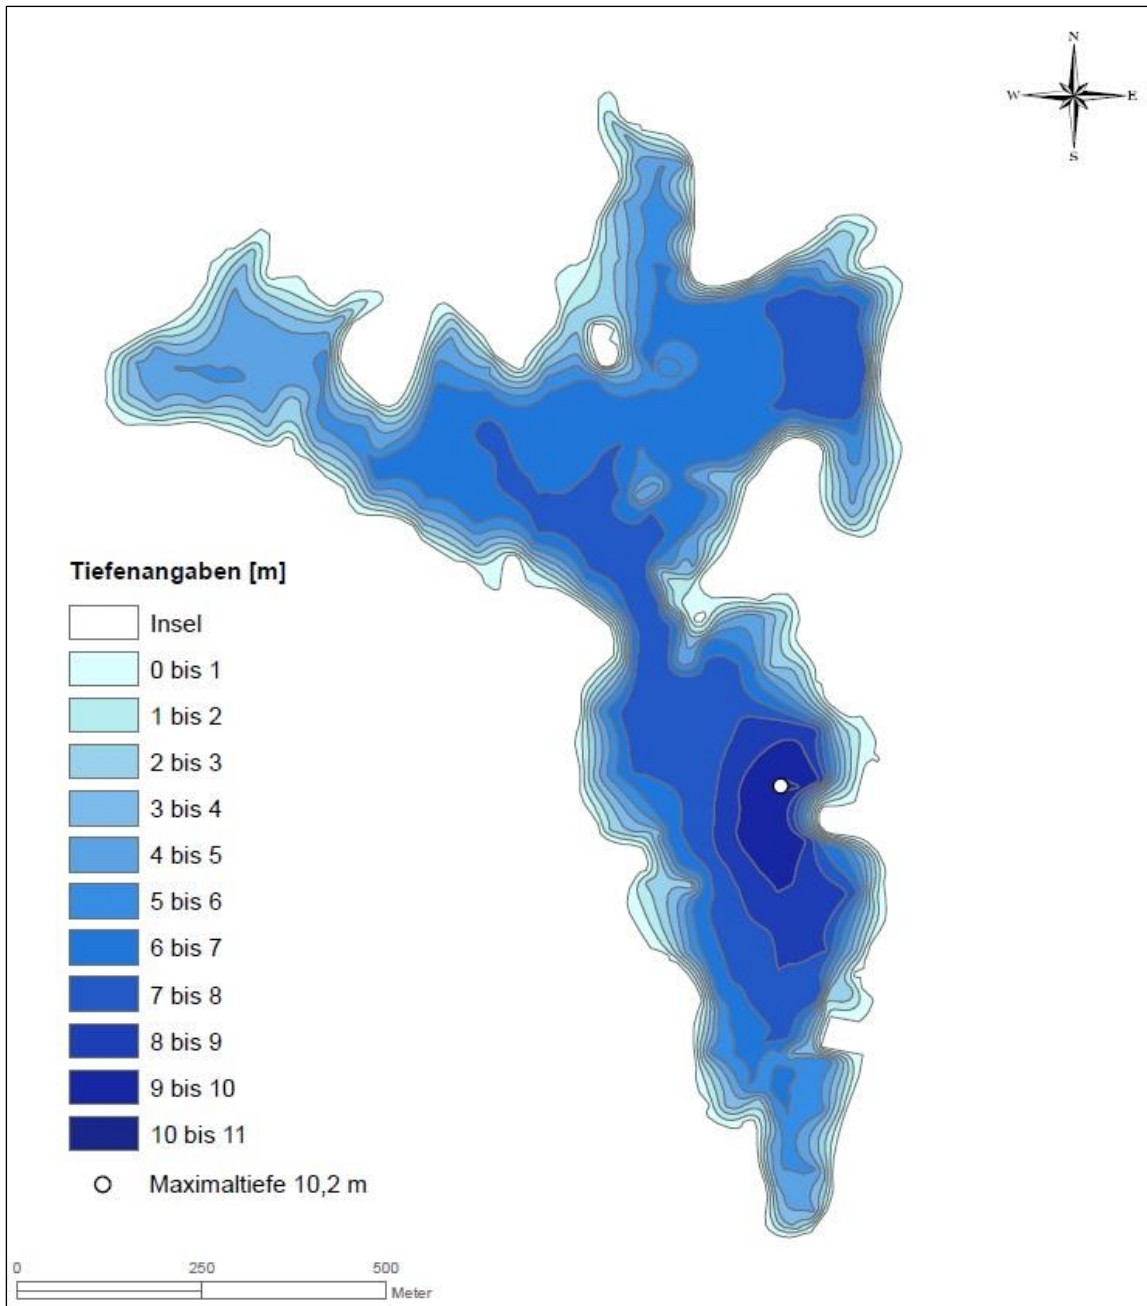 N
W E
S
Tiefenangaben [m]
Insel
0 bis 1
1 bis 2
2 bis 3
3 bis 4
4 bis 5
5 bis 6
6 bis 7
7 bis 8
8 bis 9
9 bis 10
10 bis 11
Maximaltiefe 10,2 m
0 250 500
Meter